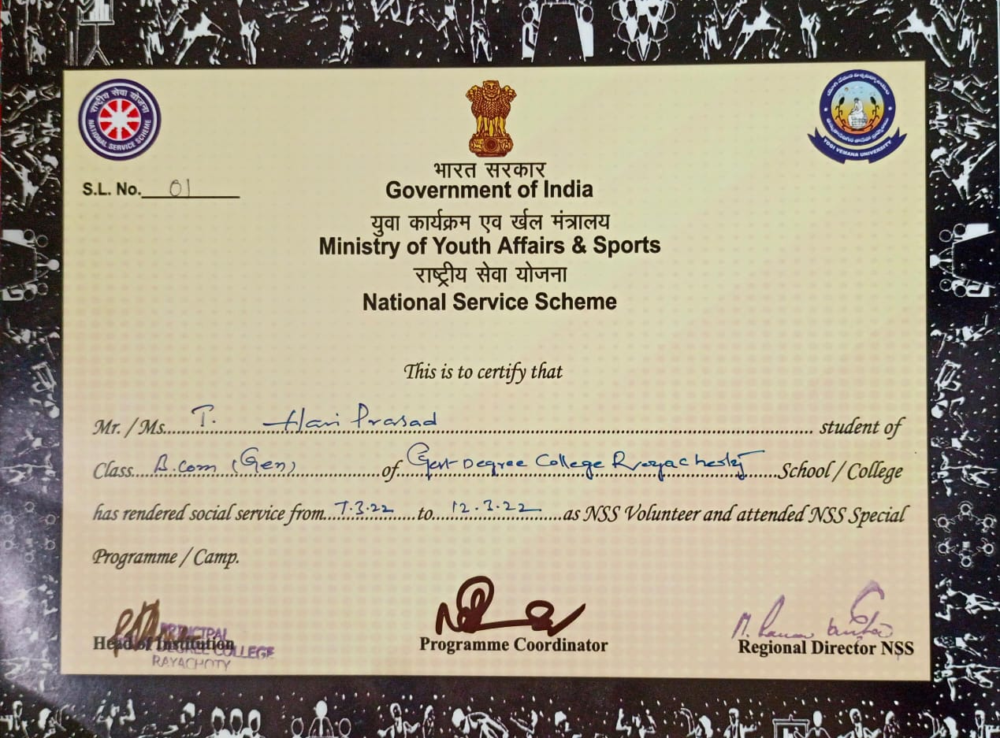 राष्ट्रीय सेवा योजना
NATIONAL SERVICE SCHEME
YOGI VEMANA UNIVERSITY
S.L. No. 01
भारत सरकार
Government of India
युवा कार्यक्रम एव र्खल मंत्रालय
Ministry of Youth Affairs & Sports
राष्ट्रीय सेवा योजना
National Service Scheme
This is to certify that
Mr. / Ms. T. Hari Prasad student of
Class B.com (Gen) of Govt Degree College Rayachoty School / College
has rendered social service from 7.3.22 to 12.3.22 as NSS Volunteer and attended NSS Special
Programme / Camp.
Head of Institution
PRINCIPAL
DEGREE COLLEGE
RAYACHOTY
Programme Coordinator
Regional Director NSS